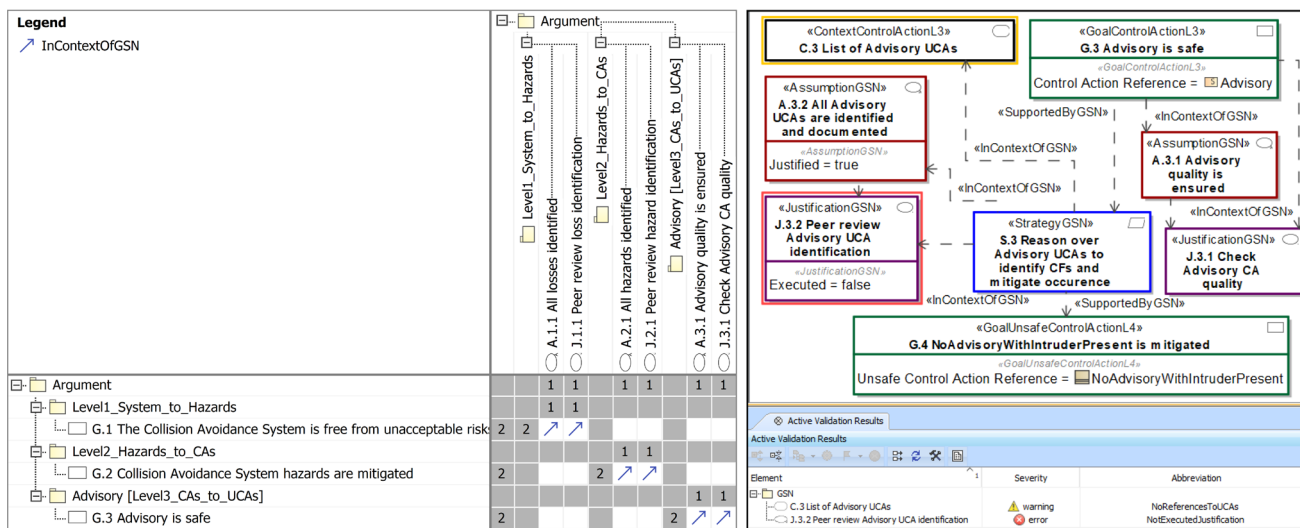 Legend
InContextOfGSN
Argument
Level1_System_to_Hazards
A.1.1 All losses identified
J.1.1 Peer review loss identification
Level2_Hazards_to_CAs
A.2.1 All hazards identified
J.2.1 Peer review hazard identification
Advisory [Level3_CAs_to_UCAs]
A.3.1 Advisory quality is ensured
J.3.1 Check Advisory CA quality
Argument 1 1 1 1 1 1
Level1_System_to_Hazards 1 1
G.1 The Collision Avoidance System is free from unacceptable risks 2 2
Level2_Hazards_to_CAs 1 1
G.2 Collision Avoidance System hazards are mitigated 2 2
Advisory [Level3_CAs_to_UCAs] 1 1
G.3 Advisory is safe 2 2
«ContextControlActionL3»
C.3 List of Advisory UCAs
«GoalControlActionL3»
G.3 Advisory is safe
«GoalControlActionL3»
Control Action Reference = S Advisory
«AssumptionGSN»
A.3.2 All Advisory
UCAs are identified
and documented
«AssumptionGSN»
Justified = true
«SupportedByGSN»
«InContextOfGSN»
«InContextOfGSN»
«AssumptionGSN»
A.3.1 Advisory
quality is
ensured
«InContextOfGSN»
«InContextOfGSN»
«JustificationGSN»
J.3.2 Peer review
Advisory UCA
identification
«JustificationGSN»
Executed = false
«StrategyGSN»
S.3 Reason over
Advisory UCAs to
identify CFs and
mitigate occurence
«JustificationGSN»
J.3.1 Check
Advisory CA
quality
«InContextOfGSN»
«SupportedByGSN»
«GoalUnsafeControlActionL4»
G.4 NoAdvisoryWithIntruderPresent is mitigated
«GoalUnsafeControlActionL4»
Unsafe Control Action Reference = NoAdvisoryWithIntruderPresent
Active Validation Results
Active Validation Results
Element 1 Severity Abbreviation
GSN
C.3 List of Advisory UCAs warning NoReferencesToUCAs
J.3.2 Peer review Advisory UCA identification error NotExecutedJustification